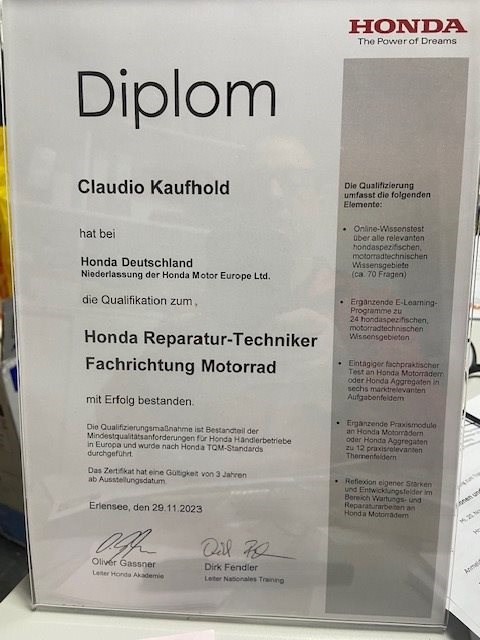 HONDA
The Power of Dreams
Diplom
Claudio Kaufhold
hat bei
Honda Deutschland
Niederlassung der Honda Motor Europe Ltd.
die Qualifikation zum
Honda Reparatur-Techniker
Fachrichtung Motorrad
mit Erfolg bestanden.
Die Qualifizierungsmaßnahme ist Bestandteil der
Mindestqualitätsanforderungen für Honda Händlerbetriebe
in Europa und wurde nach Honda TQM-Standards
durchgeführt.
Das Zertifikat hat eine Gültigkeit von 3 Jahren
ab Ausstellungsdatum.
Erlensee, den 29.11.2023
Oliver Gassner
Leiter Honda Akademie
Dirk Fendler
Leiter Nationales Training
Die Qualifizierung
umfasst die folgenden
Elemente:
• Online-Wissenstest
über alle relevanten
hondaspezifischen,
motorradtechnischen
Wissensgebiete
(ca. 70 Fragen)
• Ergänzende E-Learning-
Programme zu
24 hondaspezifischen,
motorradtechnischen
Wissensgebieten
• Eintägiger fachpraktischer
Test an Honda Motorrädern
oder Honda Aggregaten in
sechs markrelevanten
Aufgabenfeldern
• Ergänzende Praxismodule
an Honda Motorrädern
oder Honda Aggregaten
zu 12 praxisrelevanten
Themenfeldern
• Reflexion eigener Stärken
und Entwicklungsfelder im
Bereich Wartungs- und
Reparaturarbeiten an
Honda Motorrädern